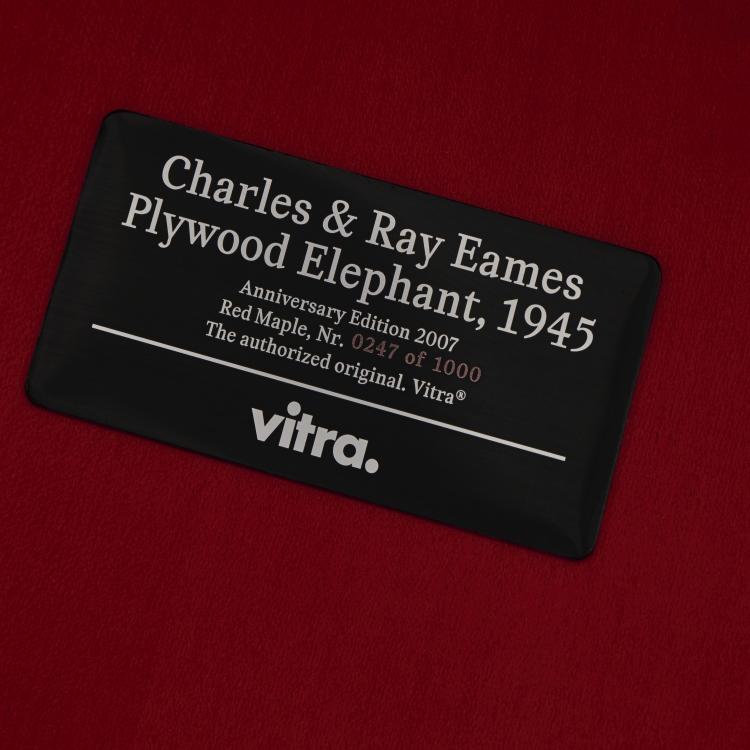 Charles & Ray Eames
Plywood Elephant, 1945
Anniversary Edition 2007
Red Maple, Nr. 0247 of 1000
The authorized original. Vitra®
vitra.